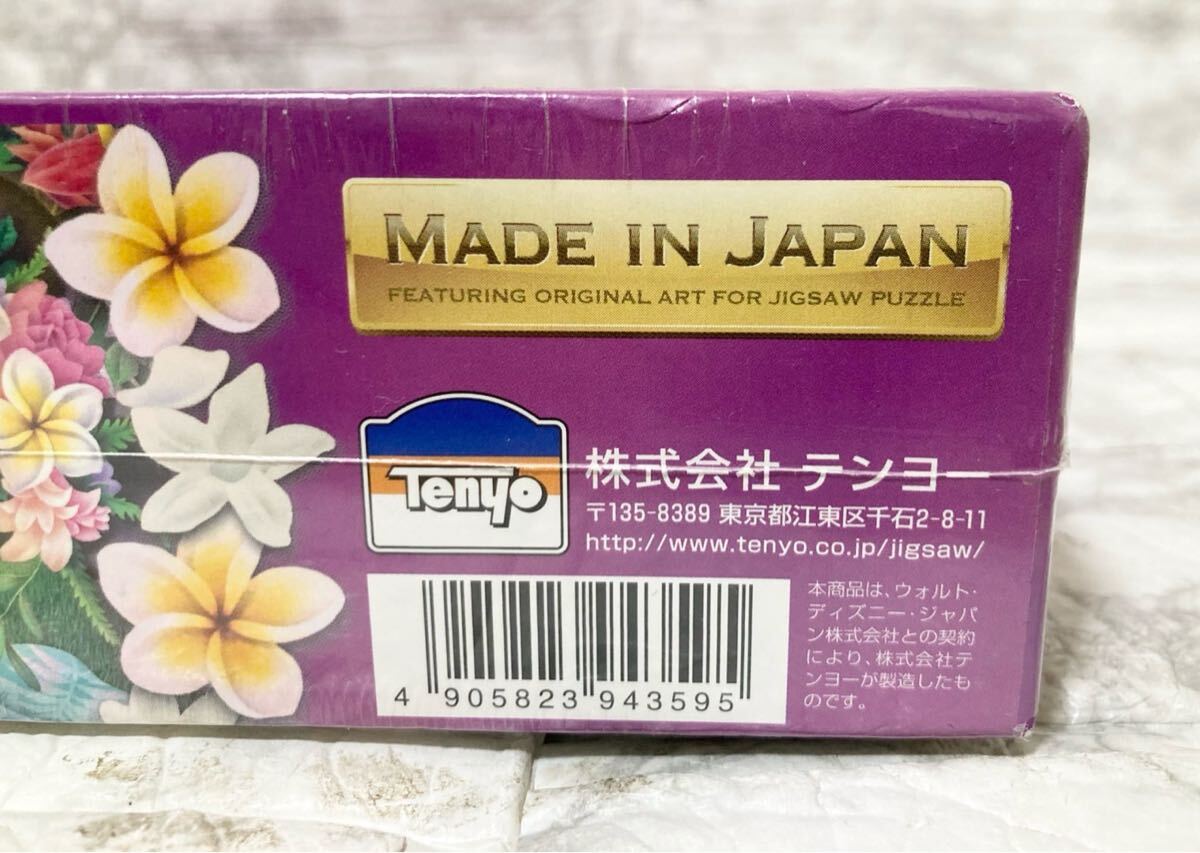 MADE IN JAPAN
FEATURING ORIGINAL ART FOR JIGSAW PUZZLE
Tenyo
株式会社 テンヨー
〒135-8389 東京都江東区千石2-8-11
http://www.tenyo.co.jp/jigsaw/
本商品は、ウォルト・
ディズニー・ジャパ
ン株式会社との契約
により、株式会社テ
ンヨーが製造したも
のです。
4 905823 943595